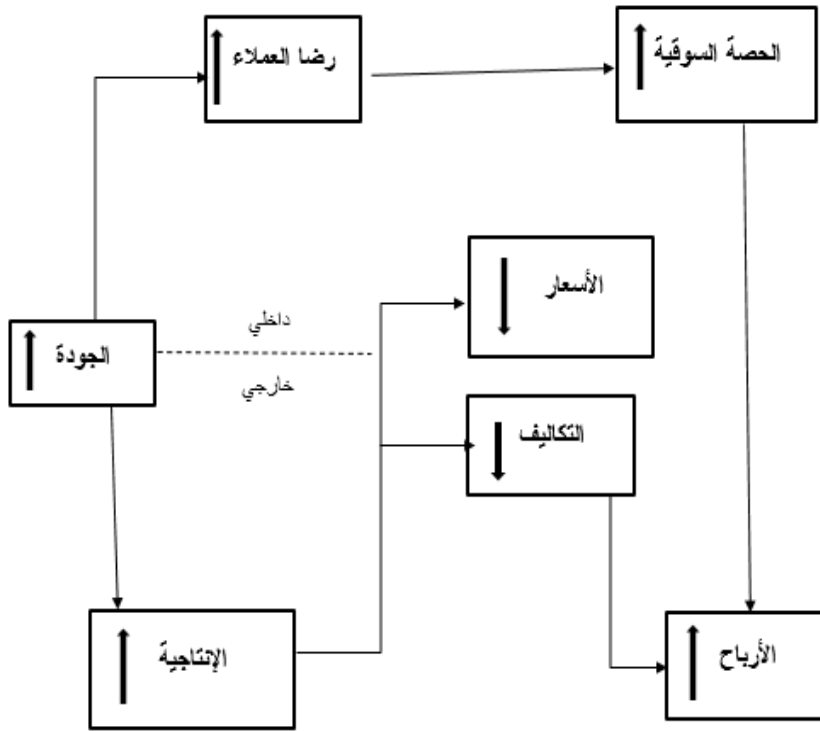 رضا العملاء
الحصة السوقية
الأسعار
داخلي
الجودة
خارجي
التكاليف
الإنتاجية
الأرباح